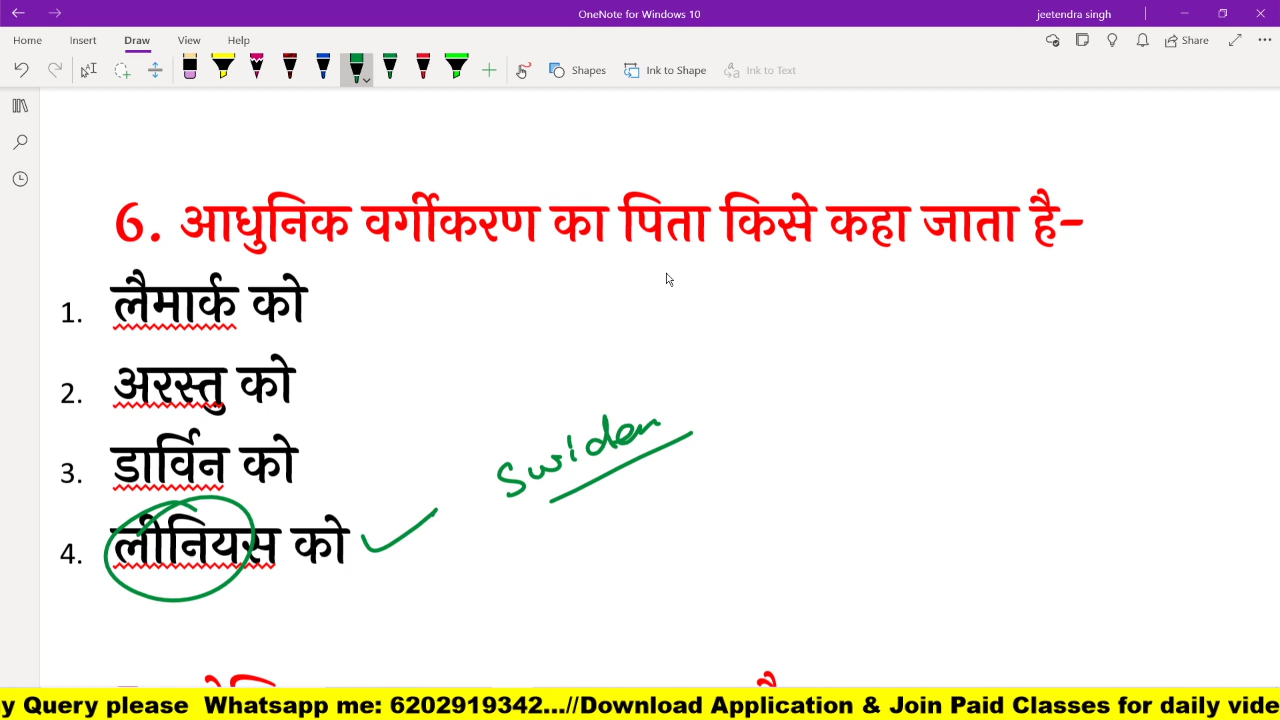 OneNote for Windows 10
jeetendra singh
Home Insert Draw View Help
Share
Shapes Ink to Shape Ink to Text
6. आधुनिक वर्गीकरण का पिता किसे कहा जाता है-
1. लैमार्क को
2. अरस्तु को
3. डार्विन को
Swiden
4. लीनियस को
y Query please Whatsapp me: 6202919342...//Download Application & Join Paid Classes for daily vide